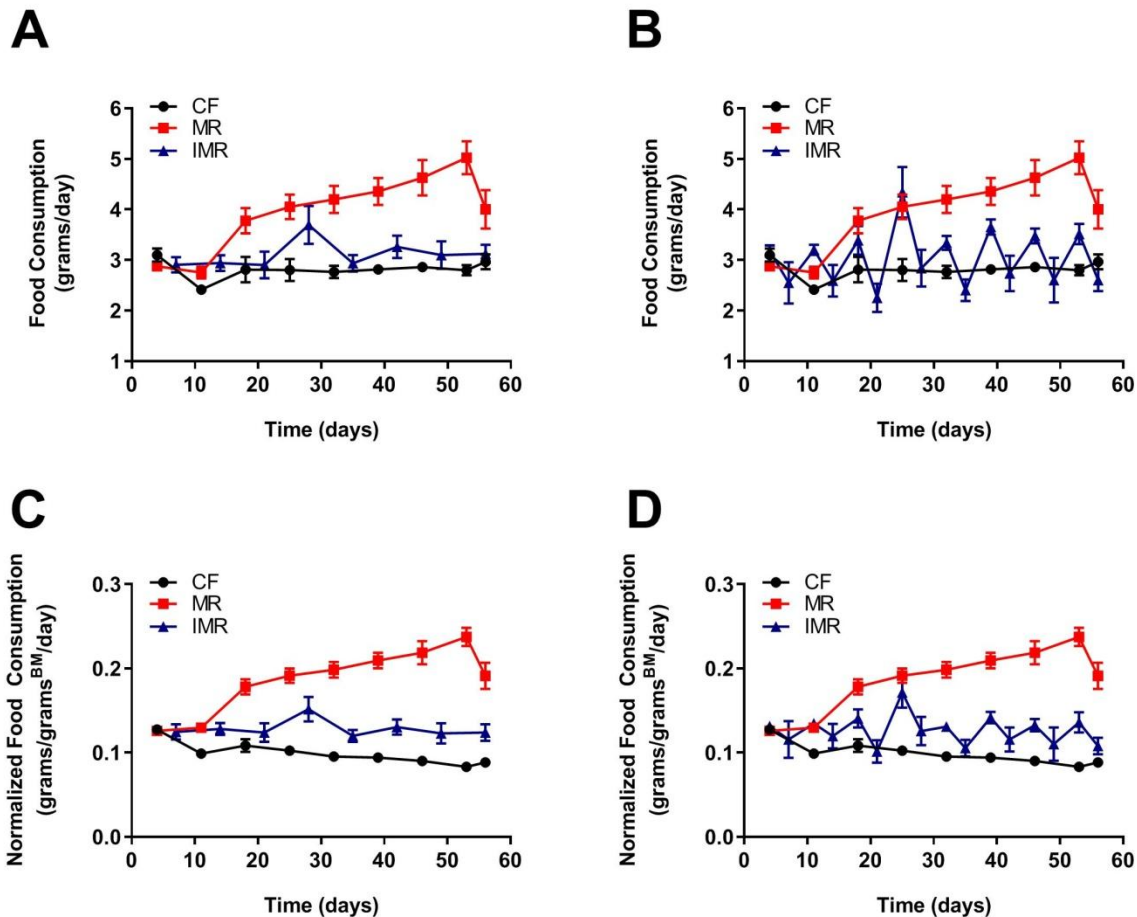 A
CF
MR
IMR
Food Consumption
(grams/day)
6
5
4
3
2
1
0 10 20 30 40 50 60
Time (days)
B
CF
MR
IMR
Food Consumption
(grams/day)
6
5
4
3
2
1
0 10 20 30 40 50 60
Time (days)
C
CF
MR
IMR
Normalized Food Consumption
(grams/grams^BM/day)
0.3
0.2
0.1
0.0
0 10 20 30 40 50 60
Time (days)
D
CF
MR
IMR
Normalized Food Consumption
(grams/grams^BM/day)
0.3
0.2
0.1
0.0
0 10 20 30 40 50 60
Time (days)